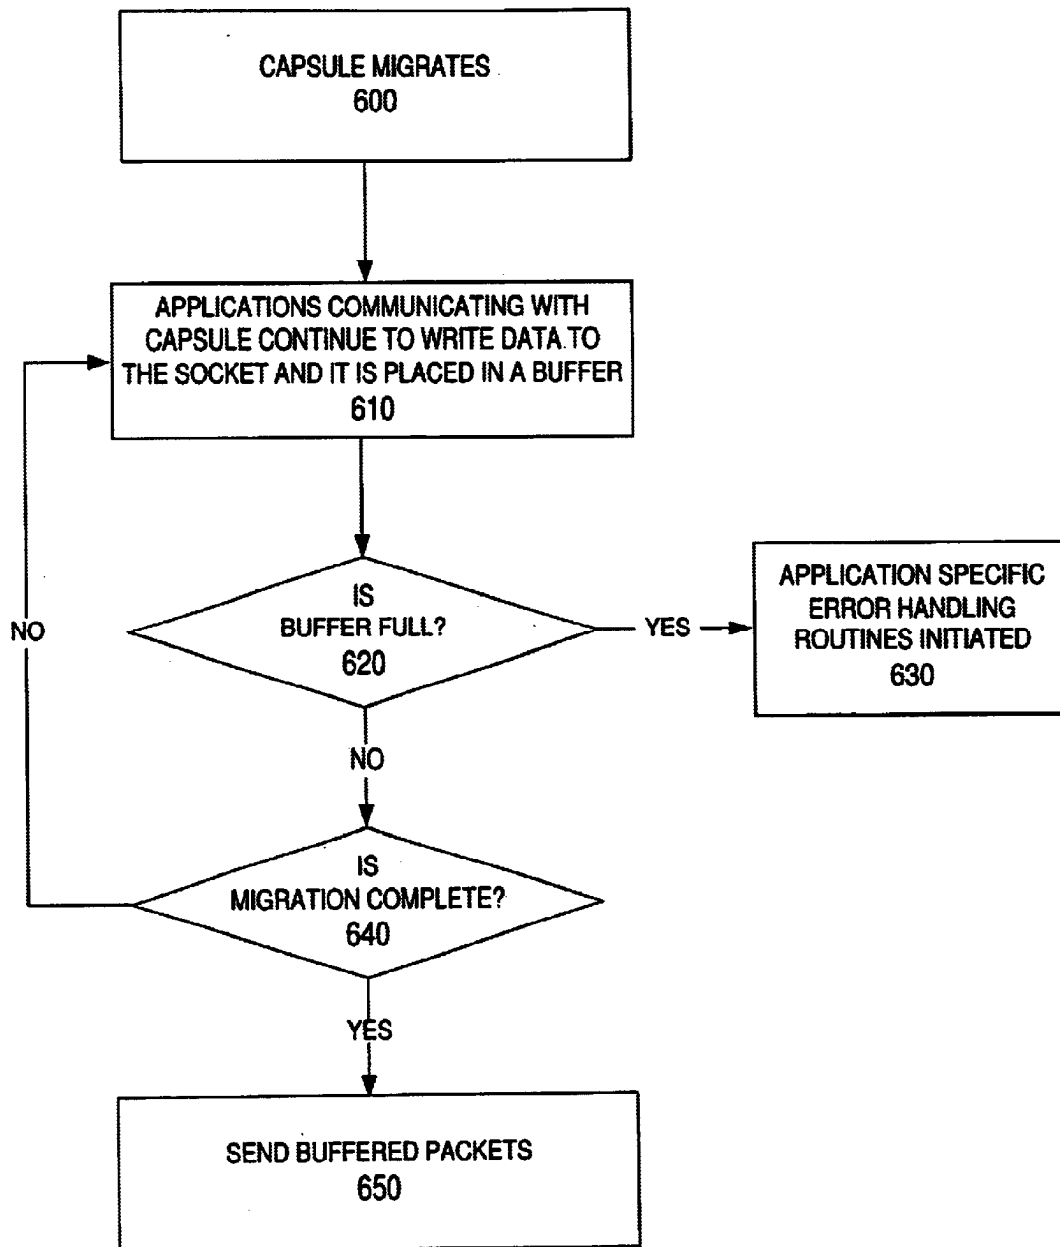 CAPSULE MIGRATES
600
APPLICATIONS COMMUNICATING WITH
CAPSULE CONTINUE TO WRITE DATA TO
THE SOCKET AND IT IS PLACED IN A BUFFER
610
IS
BUFFER FULL?
620
YES
APPLICATION SPECIFIC
ERROR HANDLING
ROUTINES INITIATED
630
NO
NO
IS
MIGRATION COMPLETE?
640
YES
SEND BUFFERED PACKETS
650